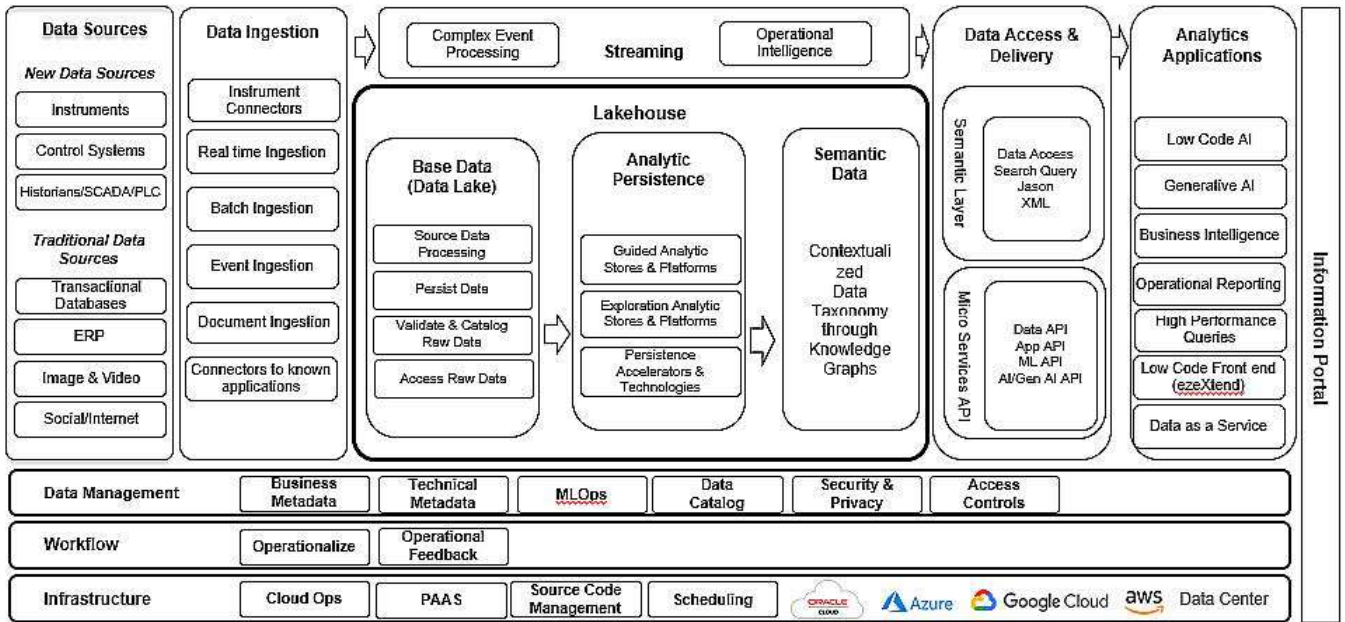 Data Sources
New Data Sources
Instruments
Control Systems
Historians/SCADA/PLC
Traditional Data
Sources
Transactional
Databases
ERP
Image & Video
Social/Internet
Data Ingestion
Instrument
Connectors
Real time Ingestion
Batch Ingestion
Event Ingestion
Document Ingestion
Connectors to known
applications
Complex Event
Processing
Streaming
Operational
Intelligence
Lakehouse
Base Data
(Data Lake)
Source Data
Processing
Persist Data
Validate & Catalog
Raw Data
Access Raw Data
Analytic
Persistence
Guided Analytic
Stores & Platforms
Exploration Analytic
Stores & Platforms
Persistence
Accelerators &
Technologies
Semantic
Data
Contextuali
zed
Data
Taxonomy
through
Knowledge
Graphs
Data Access &
Delivery
Semantic Layer
Data Access
Search Query
Jason
XML
Micro Services API
Data API
App API
ML API
AI/Gen AI API
Analytics
Applications
Low Code AI
Generative AI
Business Intelligence
Operational Reporting
High Performance
Queries
Low Code Front end
(ezeXtend)
Data as a Service
Information Portal
Data Management
Business
Metadata
Technical
Metadata
MLOps
Data
Catalog
Security &
Privacy
Access
Controls
Workflow
Operationalize
Operational
Feedback
Infrastructure
Cloud Ops
PAAS
Source Code
Management
Scheduling
ORACLE
CLOUD
Azure
Google Cloud
aws
Data Center